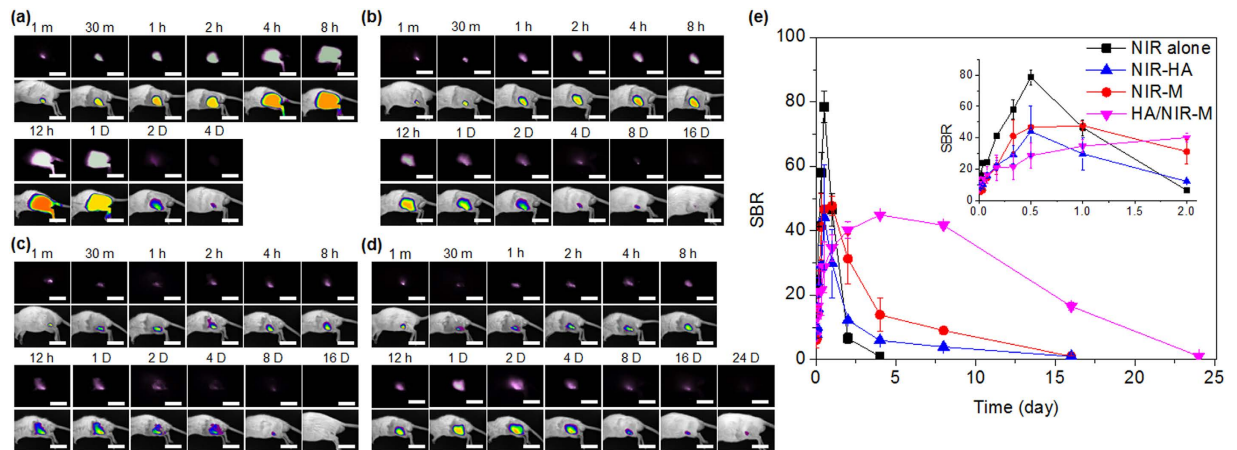 (a)
1 m 30 m 1 h 2 h 4 h 8 h
12 h 1 D 2 D 4 D
(b)
1 m 30 m 1 h 2 h 4 h 8 h
12 h 1 D 2 D 4 D 8 D 16 D
(c)
1 m 30 m 1 h 2 h 4 h 8 h
12 h 1 D 2 D 4 D 8 D 16 D
(d)
1 m 30 m 1 h 2 h 4 h 8 h
12 h 1 D 2 D 4 D 8 D 16 D 24 D
(e)
100
80
60
40
20
0
SBR
0 5 10 15 20 25
Time (day)
NIR alone
NIR-HA
NIR-M
HA/NIR-M
80
60
40
20
0
SBR
0.0 0.5 1.0 1.5 2.0